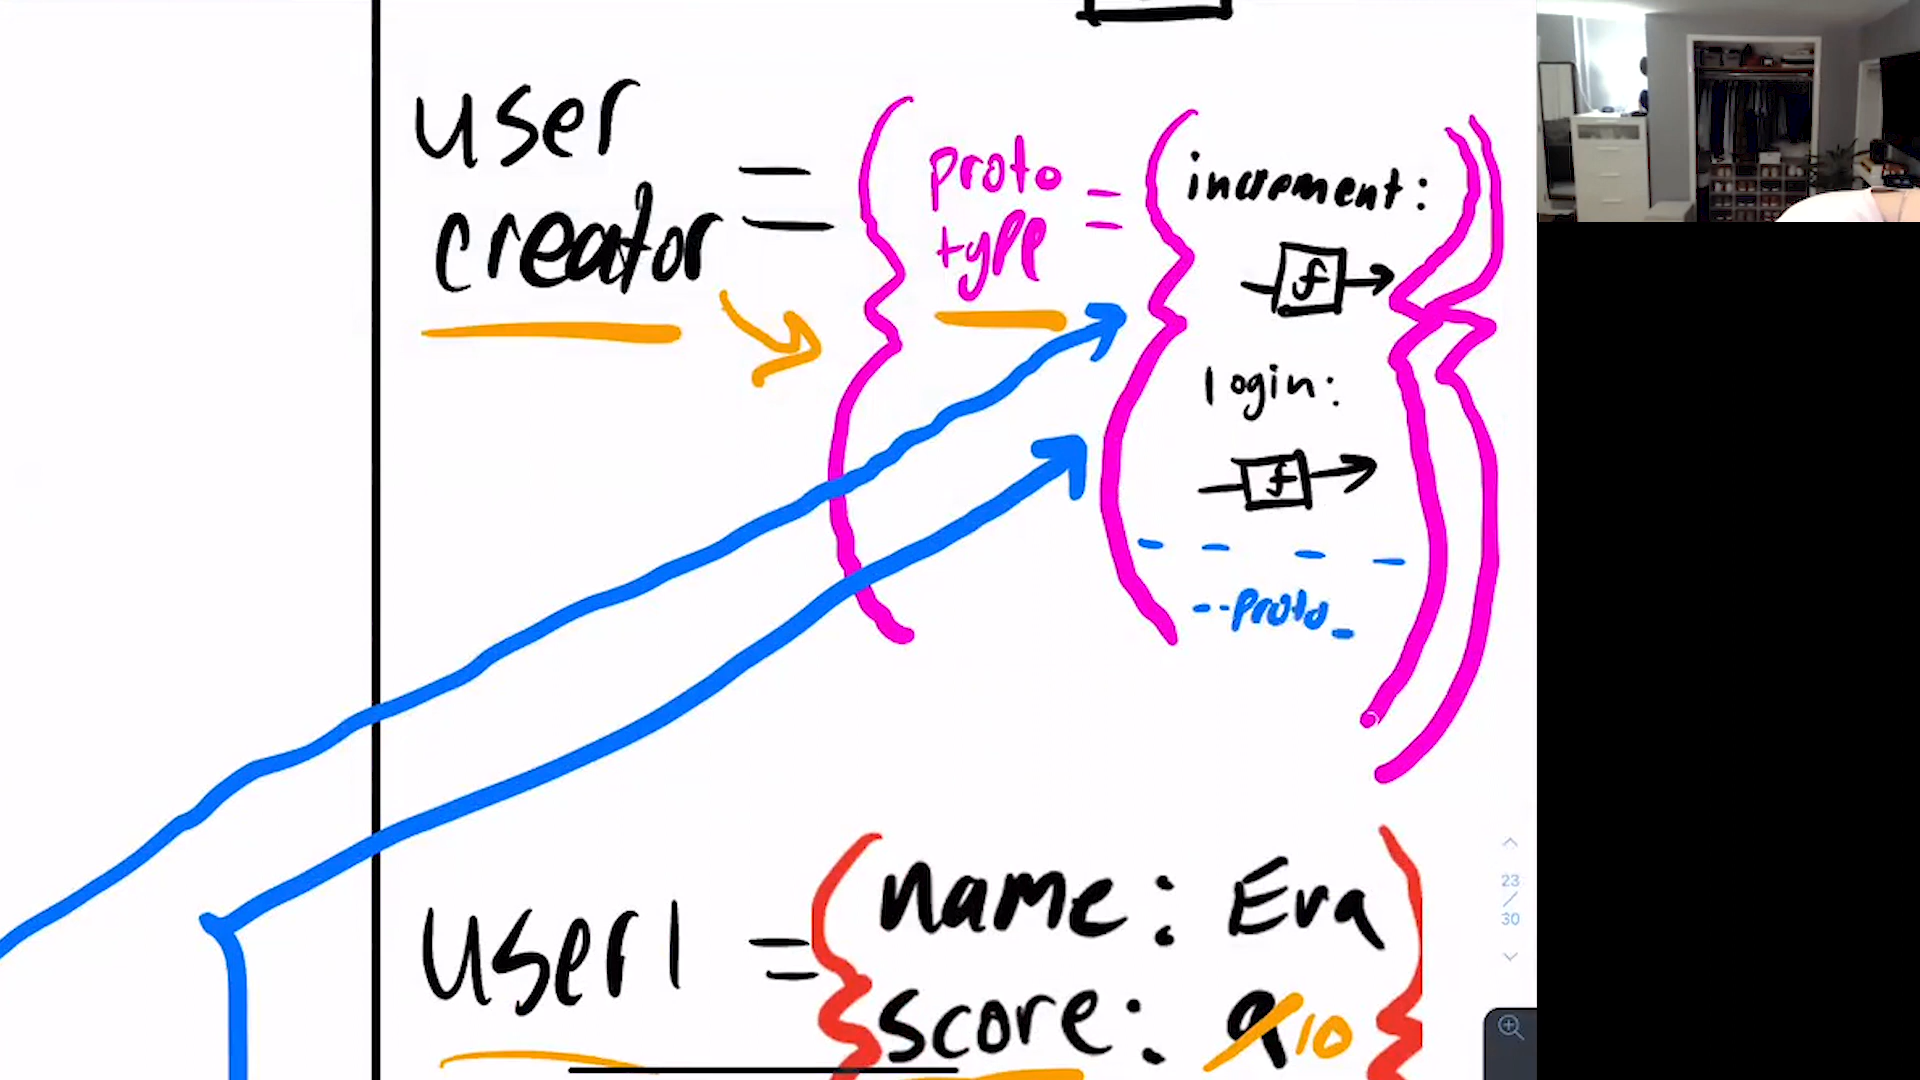 user
creator =
proto
type =
increment:
f
login:
f
--proto_
user1 =
name: Eva
score: 9 10
23
/
30